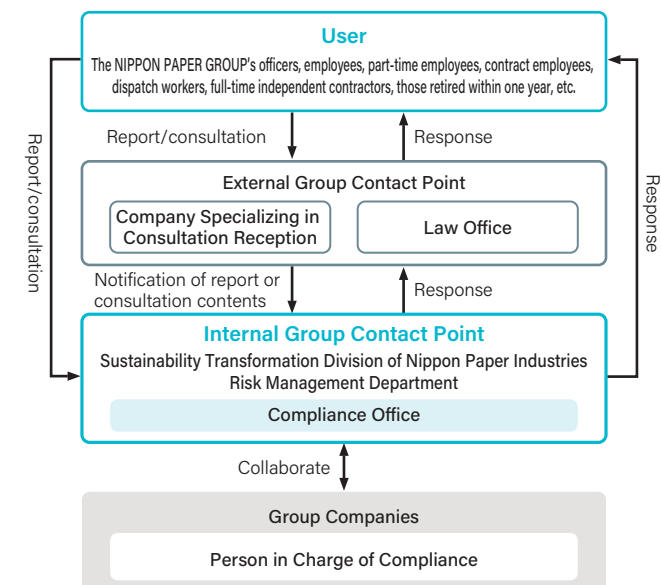 User
The NIPPON PAPER GROUP's officers, employees, part-time employees, contract employees,
dispatch workers, full-time independent contractors, those retired within one year, etc.
Report/consultation
Response
Report/consultation
Response
External Group Contact Point
Company Specializing in
Consultation Reception
Law Office
Notification of report or
consultation contents
Response
Internal Group Contact Point
Sustainability Transformation Division of Nippon Paper Industries
Risk Management Department
Compliance Office
Collaborate
Group Companies
Person in Charge of Compliance